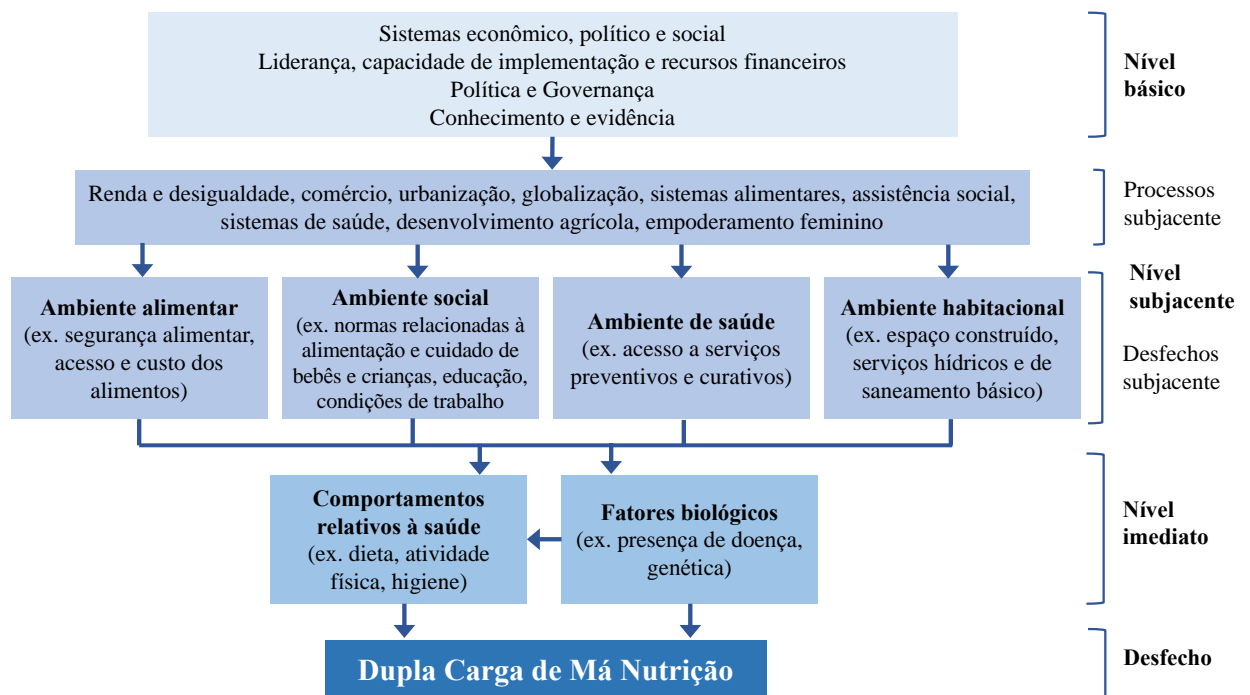 Sistemas econômico, político e social
Liderança, capacidade de implementação e recursos financeiros
Política e Governança
Conhecimento e evidência
Nível
básico
Renda e desigualdade, comércio, urbanização, globalização, sistemas alimentares, assistência social,
sistemas de saúde, desenvolvimento agrícola, empoderamento feminino
Processos
subjacente
Nível
subjacente
Ambiente alimentar
(ex. segurança alimentar,
acesso e custo dos
alimentos)
Ambiente social
(ex. normas relacionadas à
alimentação e cuidado de
bebês e crianças, educação,
condições de trabalho
Ambiente de saúde
(ex. acesso a serviços
preventivos e curativos)
Ambiente habitacional
(ex. espaço construído,
serviços hídricos e de
saneamento básico)
Desfechos
subjacente
Comportamentos
relativos à saúde
(ex. dieta, atividade
física, higiene)
Fatores biológicos
(ex. presença de doença,
genética)
Nível
imediato
Dupla Carga de Má Nutrição
Desfecho